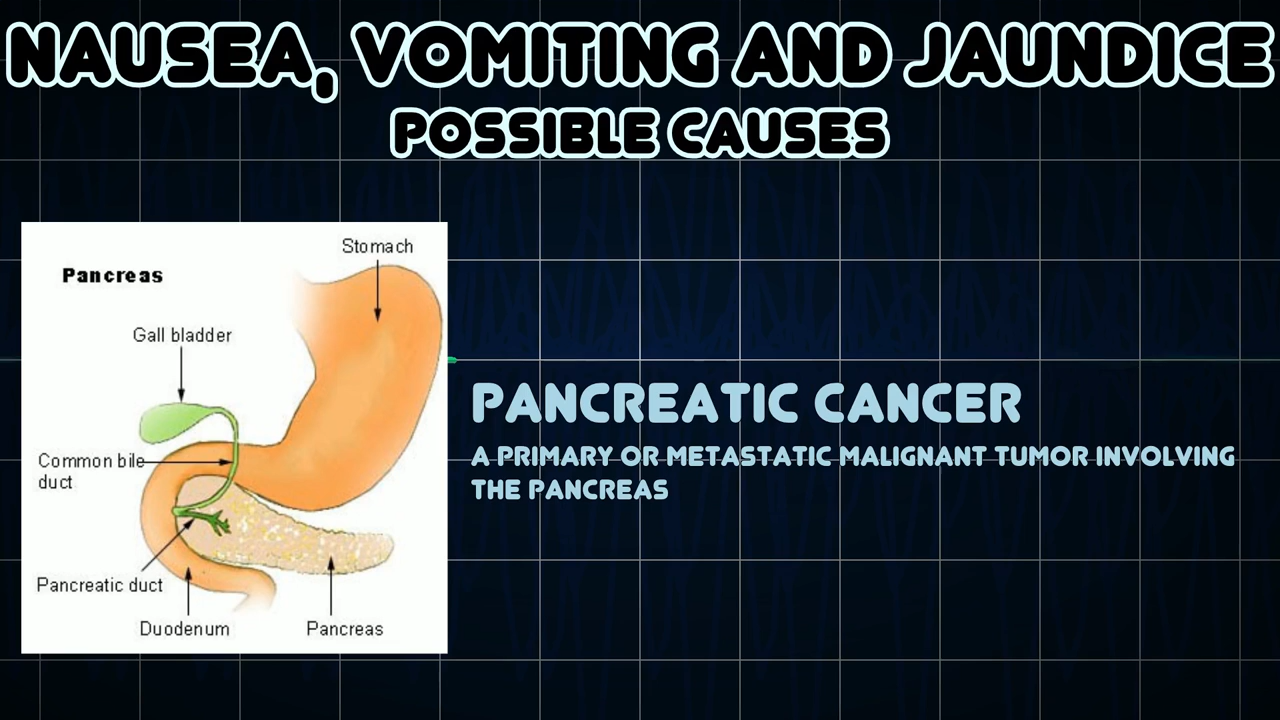 NAUSEA, VOMITING AND JAUNDICE
POSSIBLE CAUSES
Stomach
Pancreas
Gall bladder
Common bile
duct
Pancreatic duct
Duodenum
Pancreas
PANCREATIC CANCER
A PRIMARY OR METASTATIC MALIGNANT TUMOR INVOLVING
THE PANCREAS